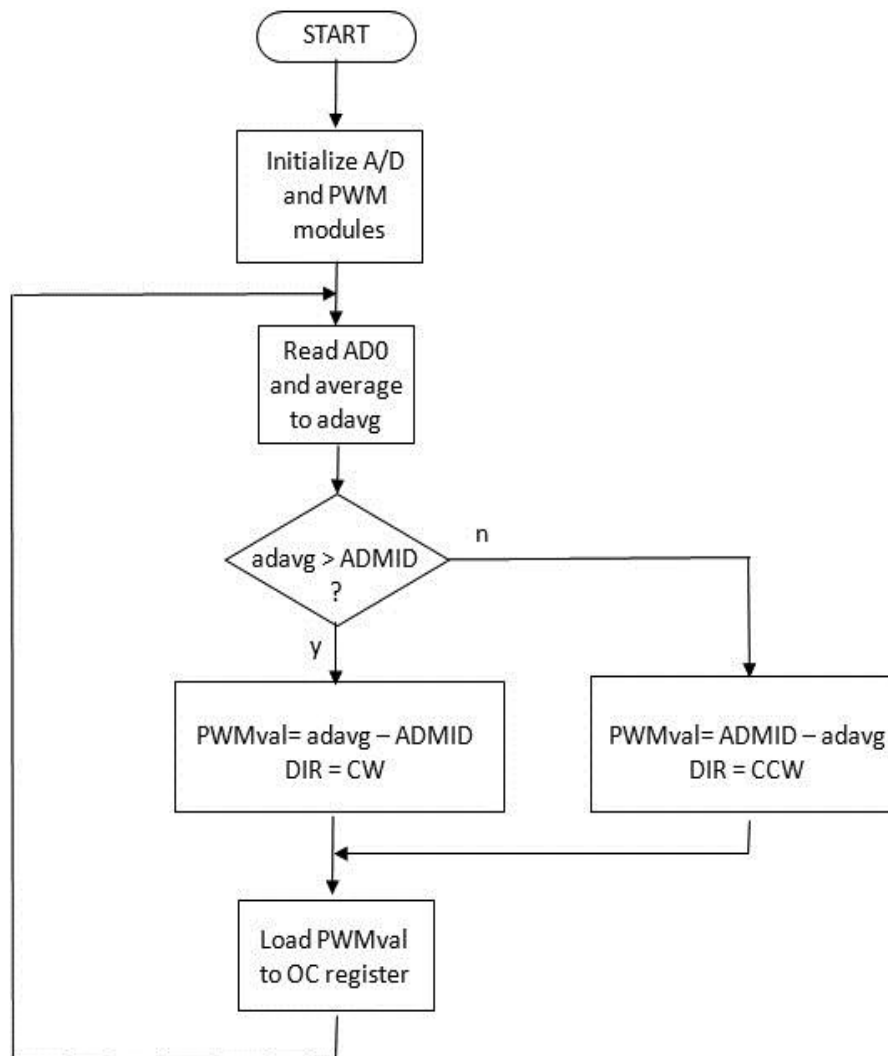 START
Initialize A/D
and PWM
modules
Read AD0
and average
to adavg
adavg > ADMID
?
n
y
PWMval= adavg – ADMID
DIR = CW
PWMval= ADMID – adavg
DIR = CCW
Load PWMval
to OC register